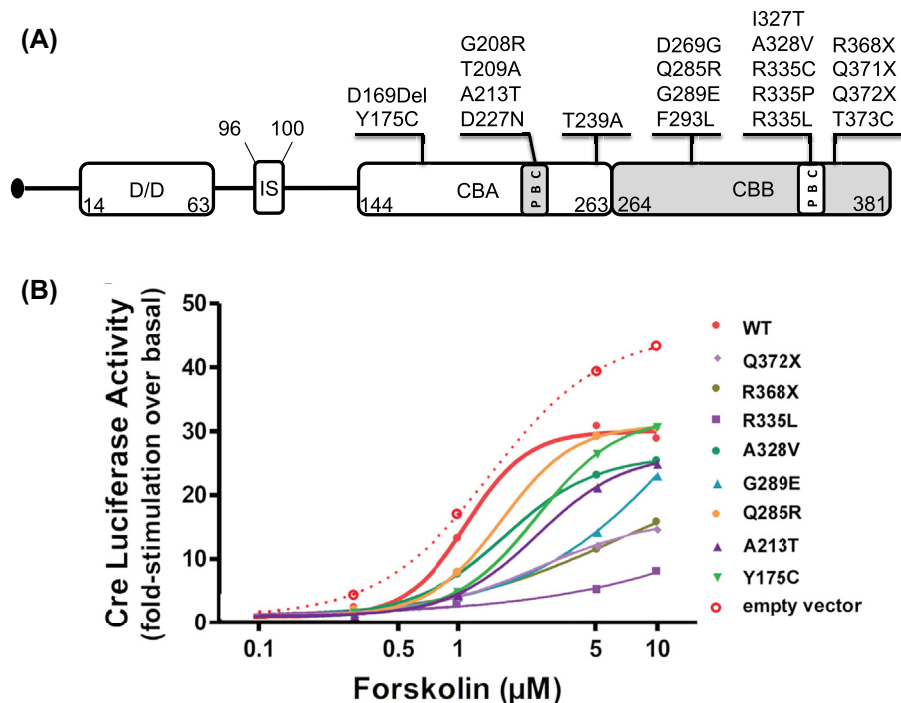 (A)
D169Del
Y175C
G208R
T209A
A213T
D227N
T239A
D269G
Q285R
G289E
F293L
I327T
A328V
R335C
R335P
R335L
R368X
Q371X
Q372X
T373C
96
100
D/D
14
63
IS
CBA
144
PBC
263
264
CBB
PBC
381
(B)
Cre Luciferase Activity
(fold-stimulation over basal)
50
40
30
20
10
0
0.1
0.5
1
5
10
Forskolin (µM)
WT
Q372X
R368X
R335L
A328V
G289E
Q285R
A213T
Y175C
empty vector